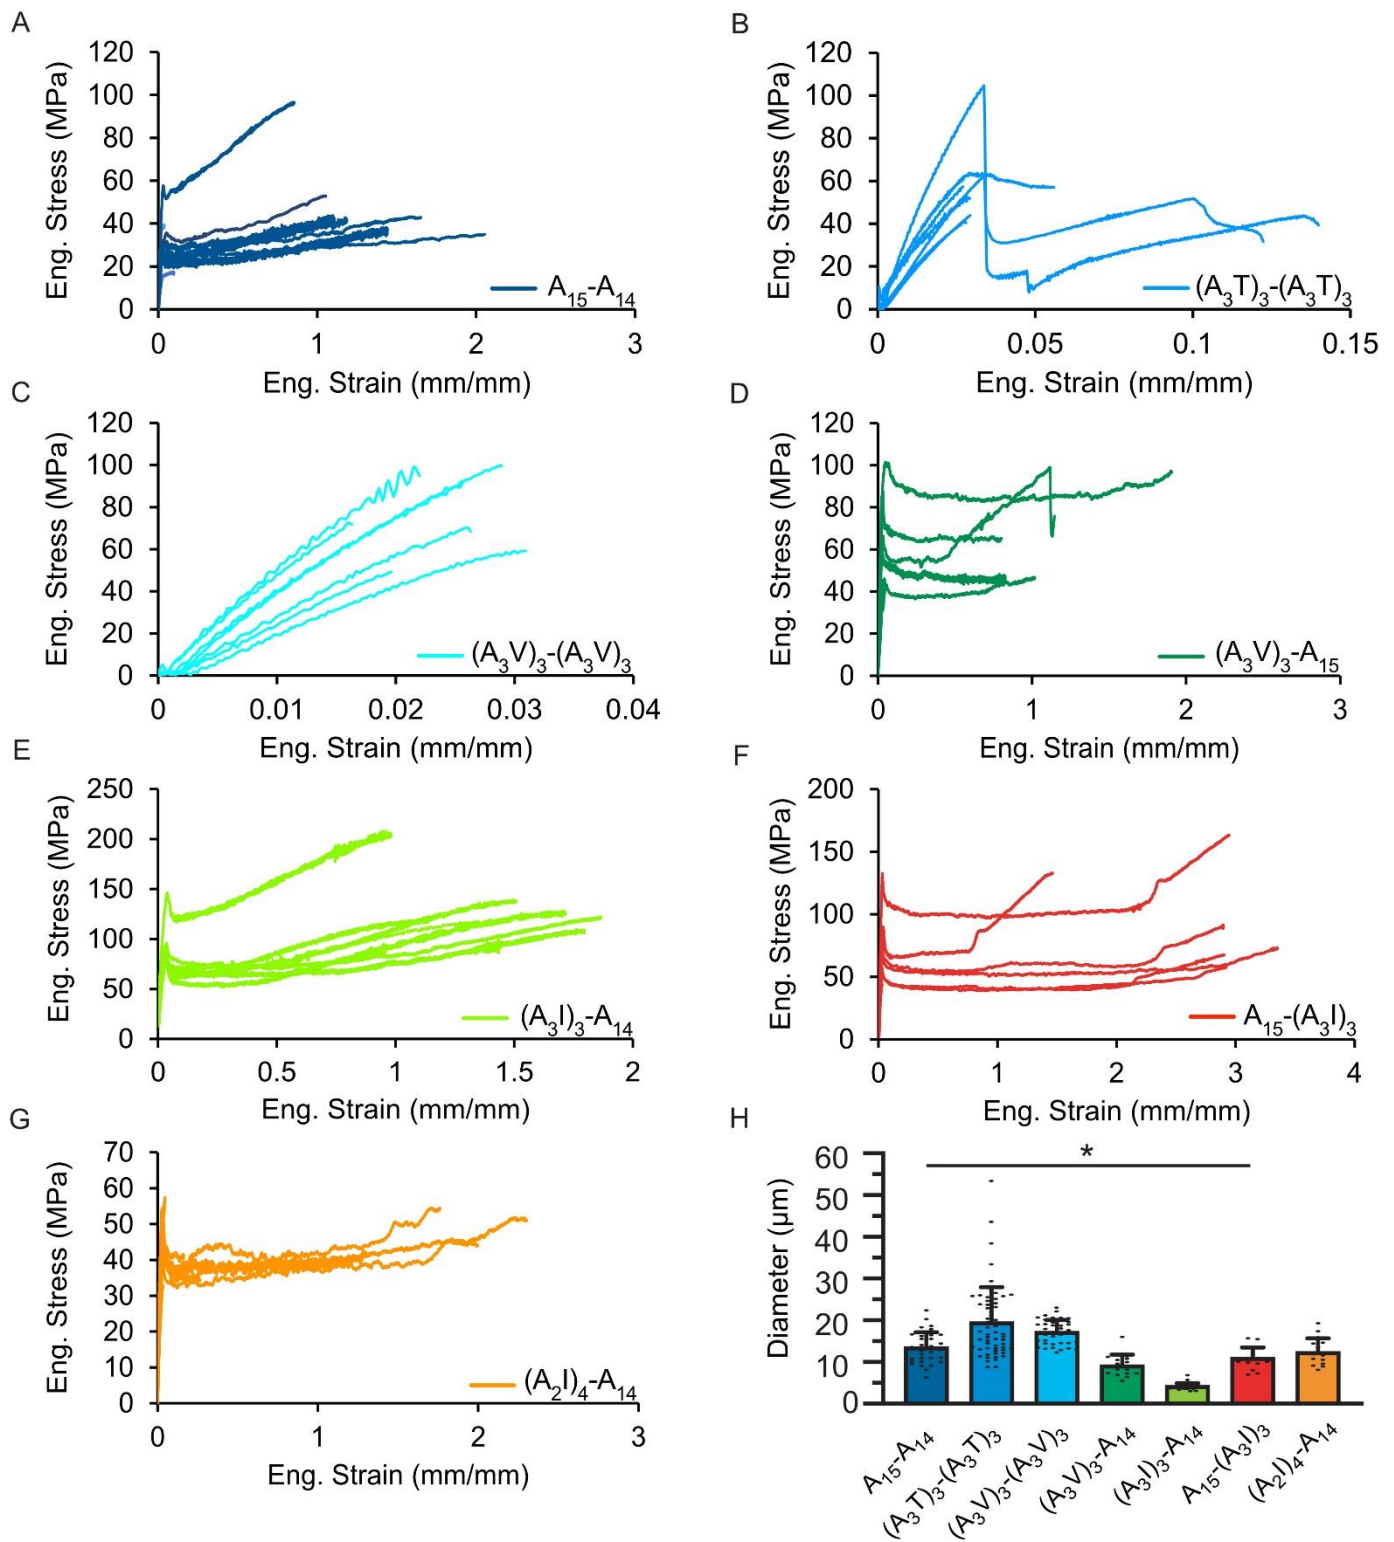 A
Eng. Stress (MPa)
120
100
80
60
40
20
0
0 1 2 3
A₁₅-A₁₄
Eng. Strain (mm/mm)
B
Eng. Stress (MPa)
120
100
80
60
40
20
0
0 0.05 0.1 0.15
(A₃T)₃-(A₃T)₃
Eng. Strain (mm/mm)
C
Eng. Stress (MPa)
120
100
80
60
40
20
0
0 0.01 0.02 0.03 0.04
(A₃V)₃-(A₃V)₃
Eng. Strain (mm/mm)
D
Eng. Stress (MPa)
120
100
80
60
40
20
0
0 1 2 3
(A₃V)₃-A₁₅
Eng. Strain (mm/mm)
E
Eng. Stress (MPa)
250
200
150
100
50
0
0 0.5 1 1.5 2
(A₃I)₃-A₁₄
Eng. Strain (mm/mm)
F
Eng. Stress (MPa)
200
150
100
50
0
0 1 2 3 4
A₁₅-(A₃I)₃
Eng. Strain (mm/mm)
G
Eng. Stress (MPa)
70
60
50
40
30
20
10
0
0 1 2 3
(A₂I)₄-A₁₄
Eng. Strain (mm/mm)
H
Diameter (µm)
60
50
40
30
20
10
0
*
A₁₅-A₁₄
(A₃T)₃-(A₃T)₃
(A₃V)₃-(A₃V)₃
(A₃V)₃-A₁₄
(A₃I)₃-A₁₄
A₁₅-(A₃I)₃
(A₂I)₄-A₁₄